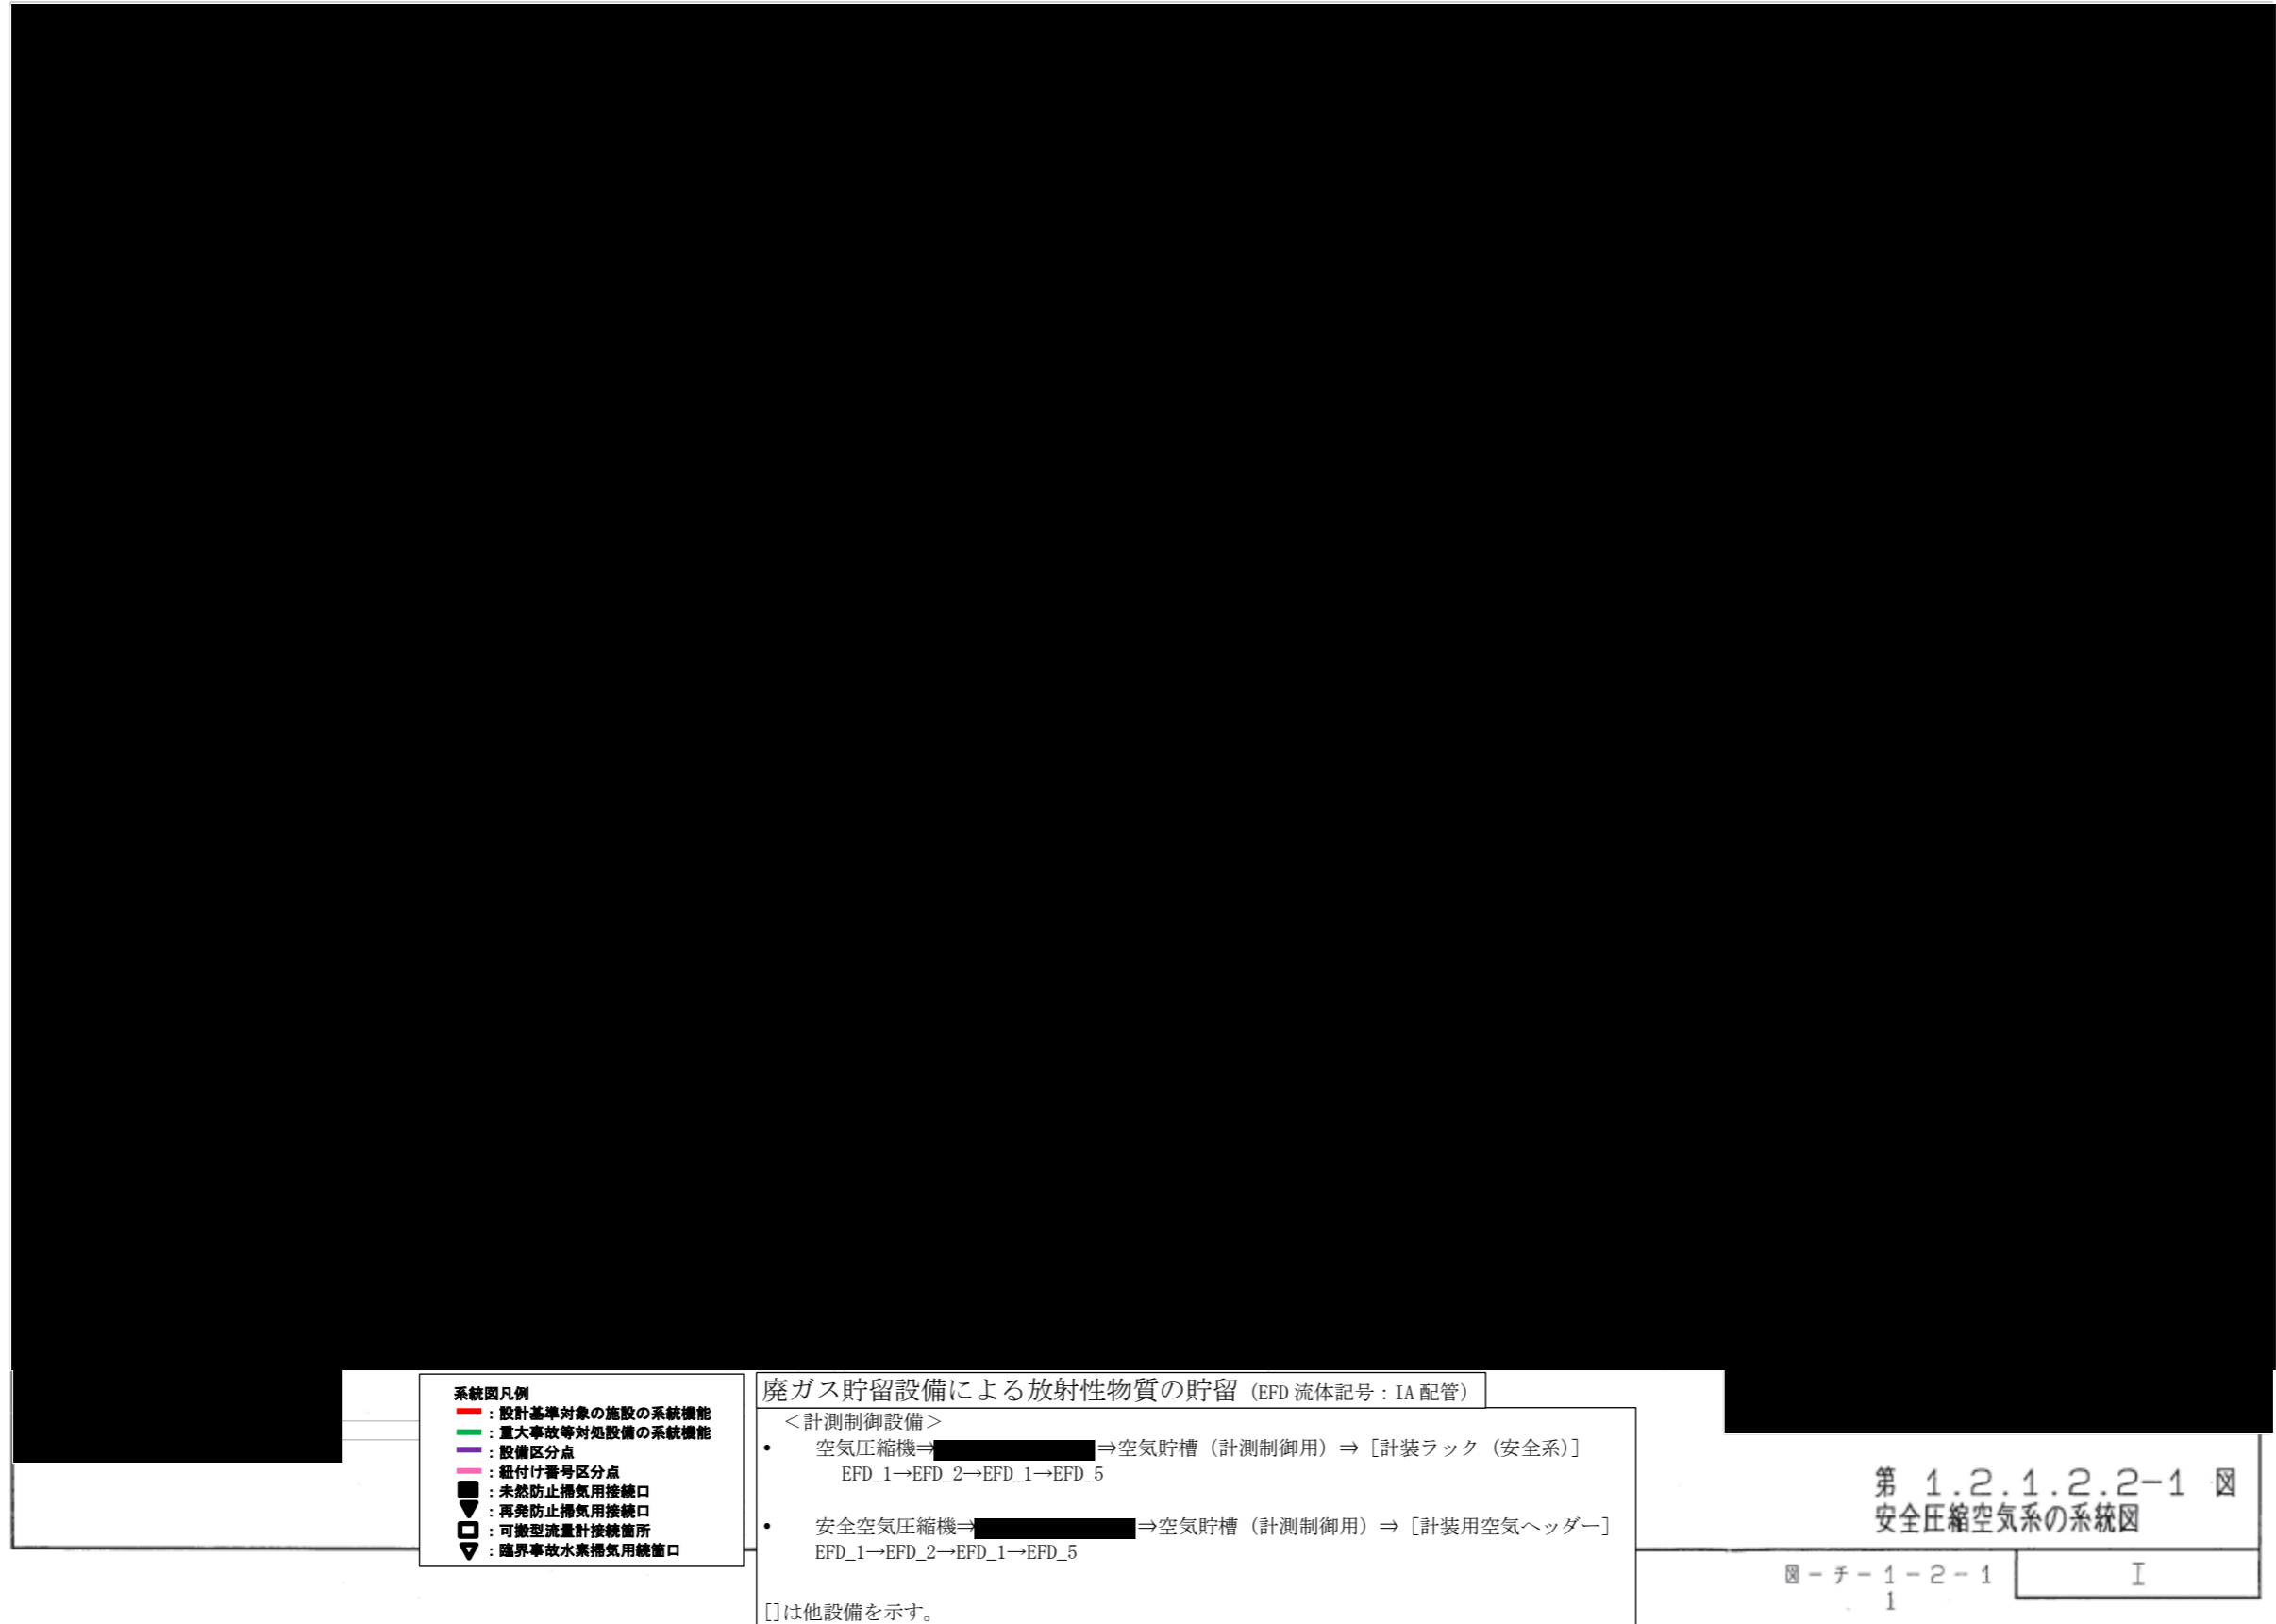 系統図凡例
：設計基準対象の施設の系統機能
：重大事故等対処設備の系統機能
：設備区分点
：紐付け番号区分点
：未然防止掃気用接続口
：再発防止掃気用接続口
：可搬型流量計接続箇所
：臨界事故水素掃気用続箇口
廃ガス貯留設備による放射性物質の貯留（EFD 流体記号：IA 配管）
＜計測制御設備＞
• 空気圧縮機⇒ ⇒空気貯槽（計測制御用）⇒［計装ラック（安全系）］
EFD_1→EFD_2→EFD_1→EFD_5
• 安全空気圧縮機⇒ ⇒空気貯槽（計測制御用）⇒［計装用空気ヘッダー］
EFD_1→EFD_2→EFD_1→EFD_5
[]は他設備を示す。
第 1.2.1.2.2－1 図
安全圧縮空気系の系統図
図－チ－1－2－1
1
I